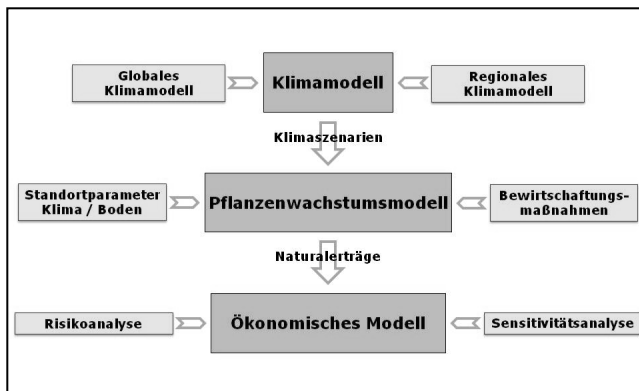 Globales
Klimamodell
Klimamodell
Regionales
Klimamodell
Klimaszenarien
Standortparameter
Klima / Boden
Pflanzenwachstumsmodell
Bewirtschaftungs-
maßnahmen
Naturalerträge
Risikoanalyse
Ökonomisches Modell
Sensitivitätsanalyse